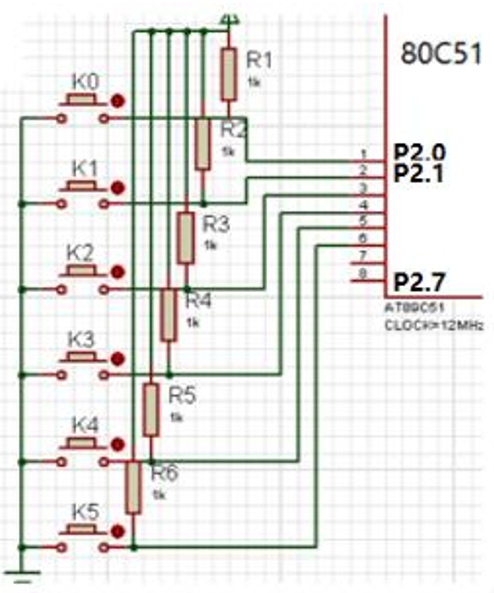 80C51
R1
1k
K0
R2
1k
1 P2.0
2 P2.1
K1
3
4
R3
1k
5
6
7
8 P2.7
K2
R4
1k
AT89C51
CLOCK=12MHz
K3
R5
1k
K4
R6
1k
K5